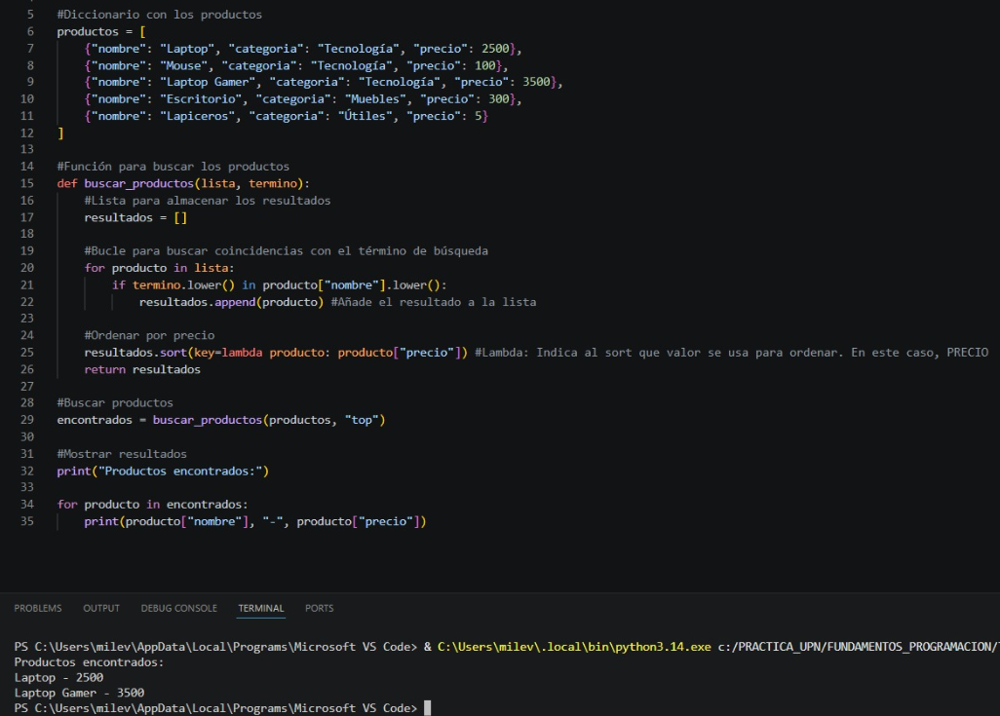 5 #Diccionario con los productos
6 productos = [
7 {"nombre": "Laptop", "categoria": "Tecnología", "precio": 2500},
8 {"nombre": "Mouse", "categoria": "Tecnología", "precio": 100},
9 {"nombre": "Laptop Gamer", "categoria": "Tecnología", "precio": 3500},
10 {"nombre": "Escritorio", "categoria": "Muebles", "precio": 300},
11 {"nombre": "Lapiceros", "categoria": "Útiles", "precio": 5}
12 ]
13
14 #Función para buscar los productos
15 def buscar_productos(lista, termino):
16 #Lista para almacenar los resultados
17 resultados = []
18
19 #Bucle para buscar coincidencias con el término de búsqueda
20 for producto in lista:
21 if termino.lower() in producto["nombre"].lower():
22 resultados.append(producto) #Añade el resultado a la lista
23
24 #Ordenar por precio
25 resultados.sort(key=lambda producto: producto["precio"]) #Lambda: Indica al sort que valor se usa para ordenar. En este caso, PRECIO
26 return resultados
27
28 #Buscar productos
29 encontrados = buscar_productos(productos, "top")
30
31 #Mostrar resultados
32 print("Productos encontrados:")
33
34 for producto in encontrados:
35 print(producto["nombre"], "-", producto["precio"])
PROBLEMS OUTPUT DEBUG CONSOLE TERMINAL PORTS
PS C:\Users\milev\AppData\Local\Programs\Microsoft VS Code> & C:\Users\milev\.local\bin\python3.14.exe c:/PRACTICA_UPN/FUNDAMENTOS_PROGRAMACION/
Productos encontrados:
Laptop - 2500
Laptop Gamer - 3500
PS C:\Users\milev\AppData\Local\Programs\Microsoft VS Code>